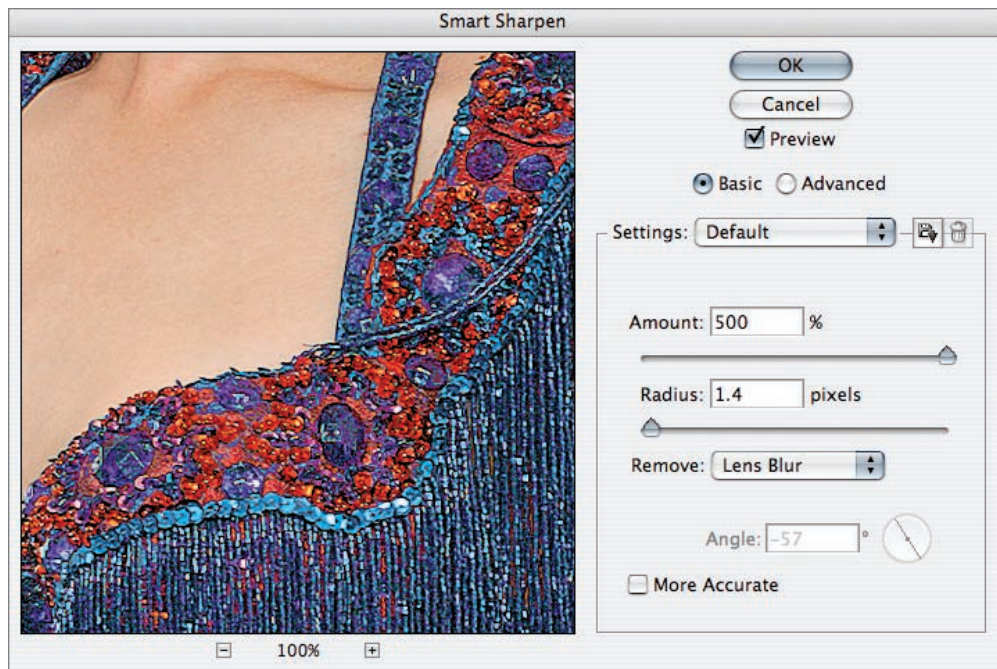 Smart Sharpen
OK
Cancel
Preview
Basic Advanced
Settings: Default
Amount: 500 %
Radius: 1.4 pixels
Remove: Lens Blur
Angle: -57 °
More Accurate
100%